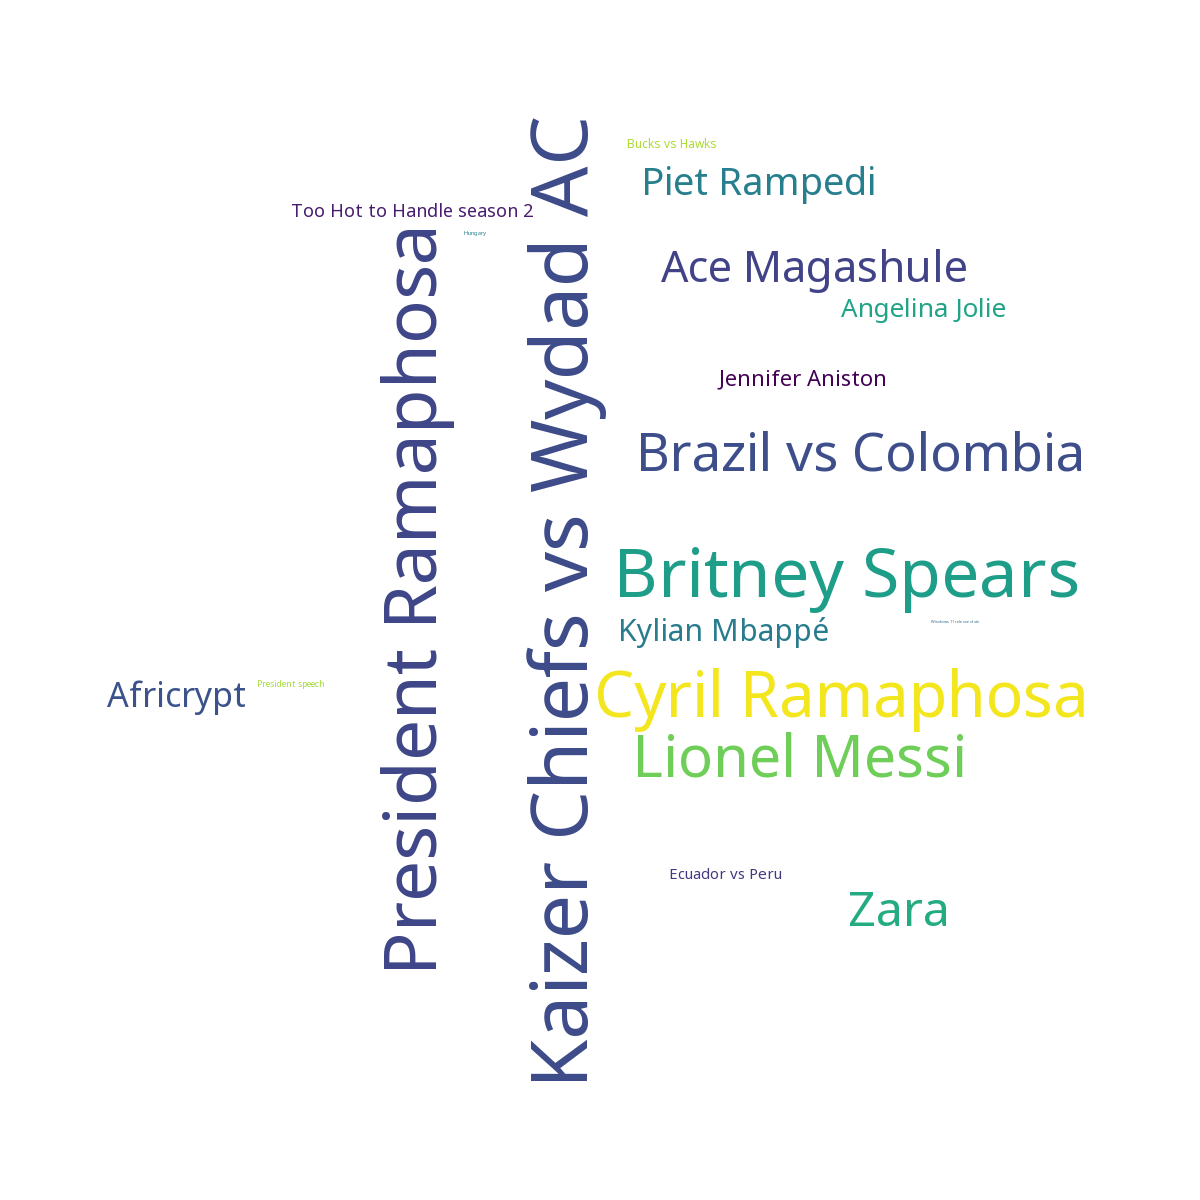 Bucks vs Hawks
Piet Rampedi
Too Hot to Handle season 2
Hungary
Ace Magashule
Angelina Jolie
Jennifer Aniston
Brazil vs Colombia
Britney Spears
Windows 11 release date
Kylian Mbappé
Africrypt
President speech
Cyril Ramaphosa
Lionel Messi
Ecuador vs Peru
Zara
President Ramaphosa
Kaizer Chiefs vs Wydad AC